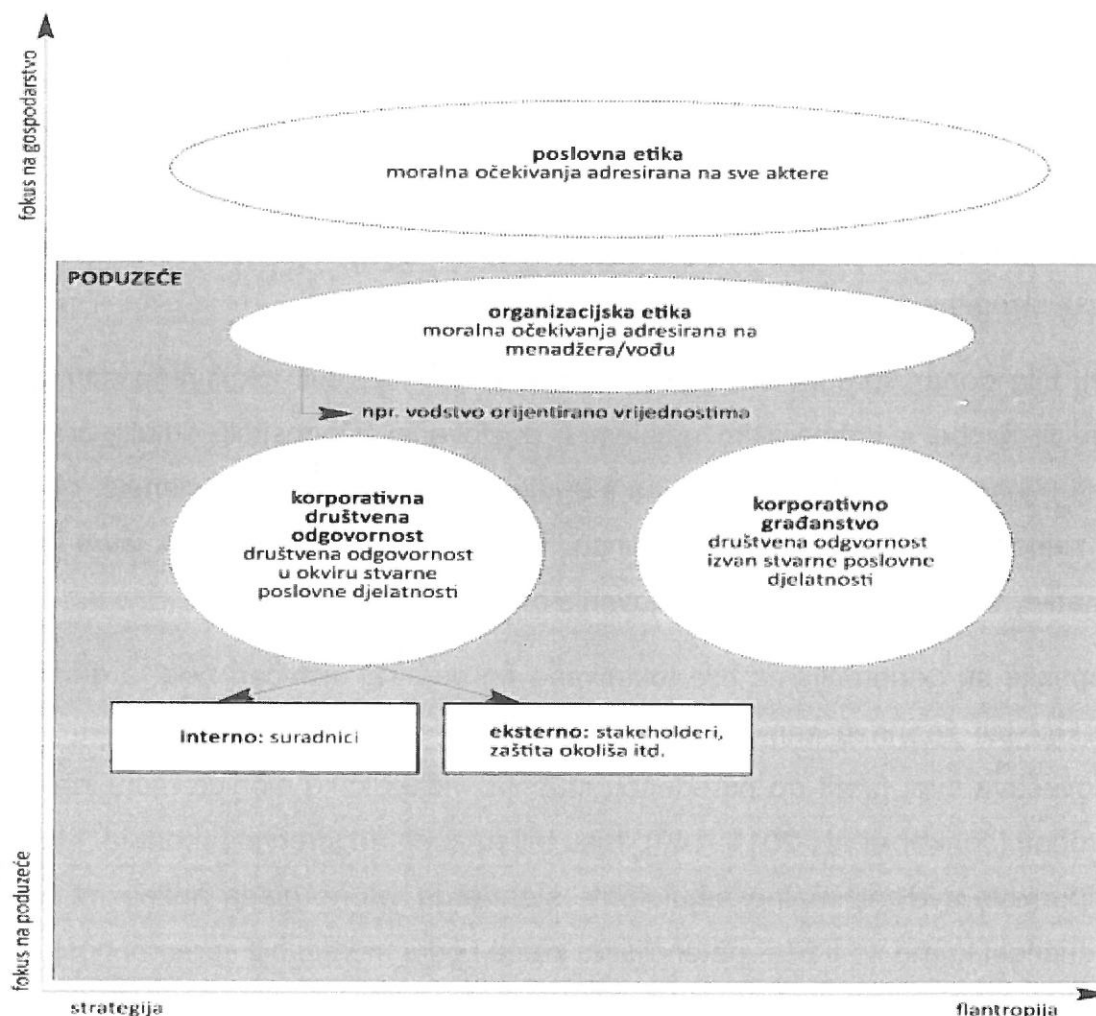 fokus na gospodarstvo
poslovna etika
moralna očekivanja adresirana na sve aktere
PODUZEĆE
organizacijska etika
moralna očekivanja adresirana na
menadžera/vođu
npr. vodstvo orijentirano vrijednostima
korporativna
društvena
odgovornost
društvena odgovornost
u okviru stvarne
poslovne djelatnosti
korporativno
građanstvo
društvena odgvornost
izvan stvarne poslovne
djelatnosti
interno: suradnici
eksterno: stakeholderi,
zaštita okoliša itd.
fokus na poduzeće
strategija
flantropija